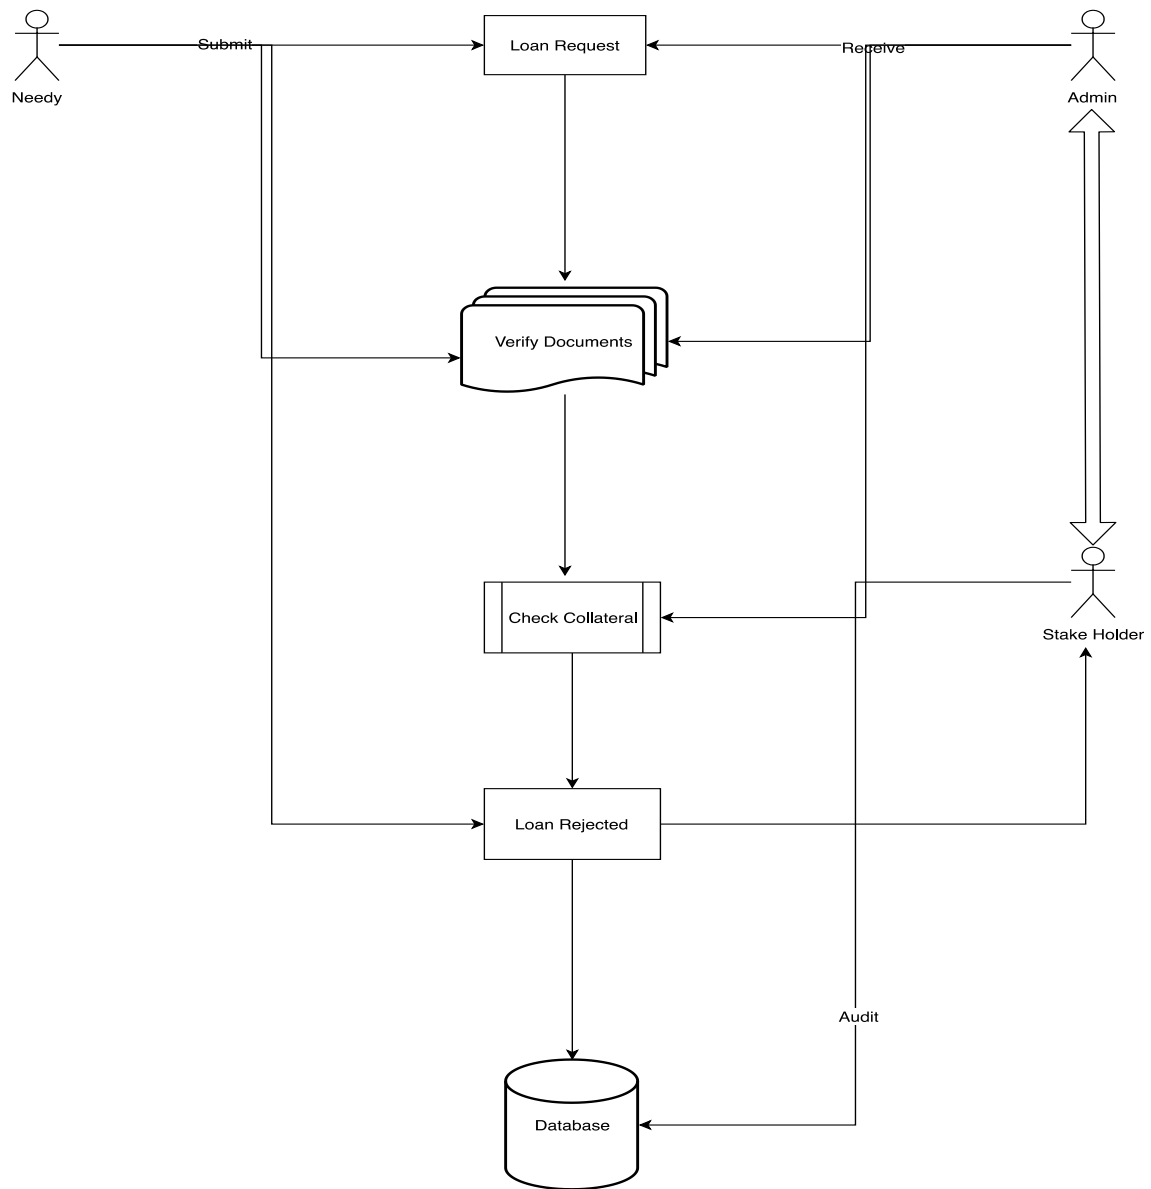 Submit
Loan Request
Receive
Needy
Admin
Verify Documents
Check Collateral
Stake Holder
Loan Rejected
Audit
Database